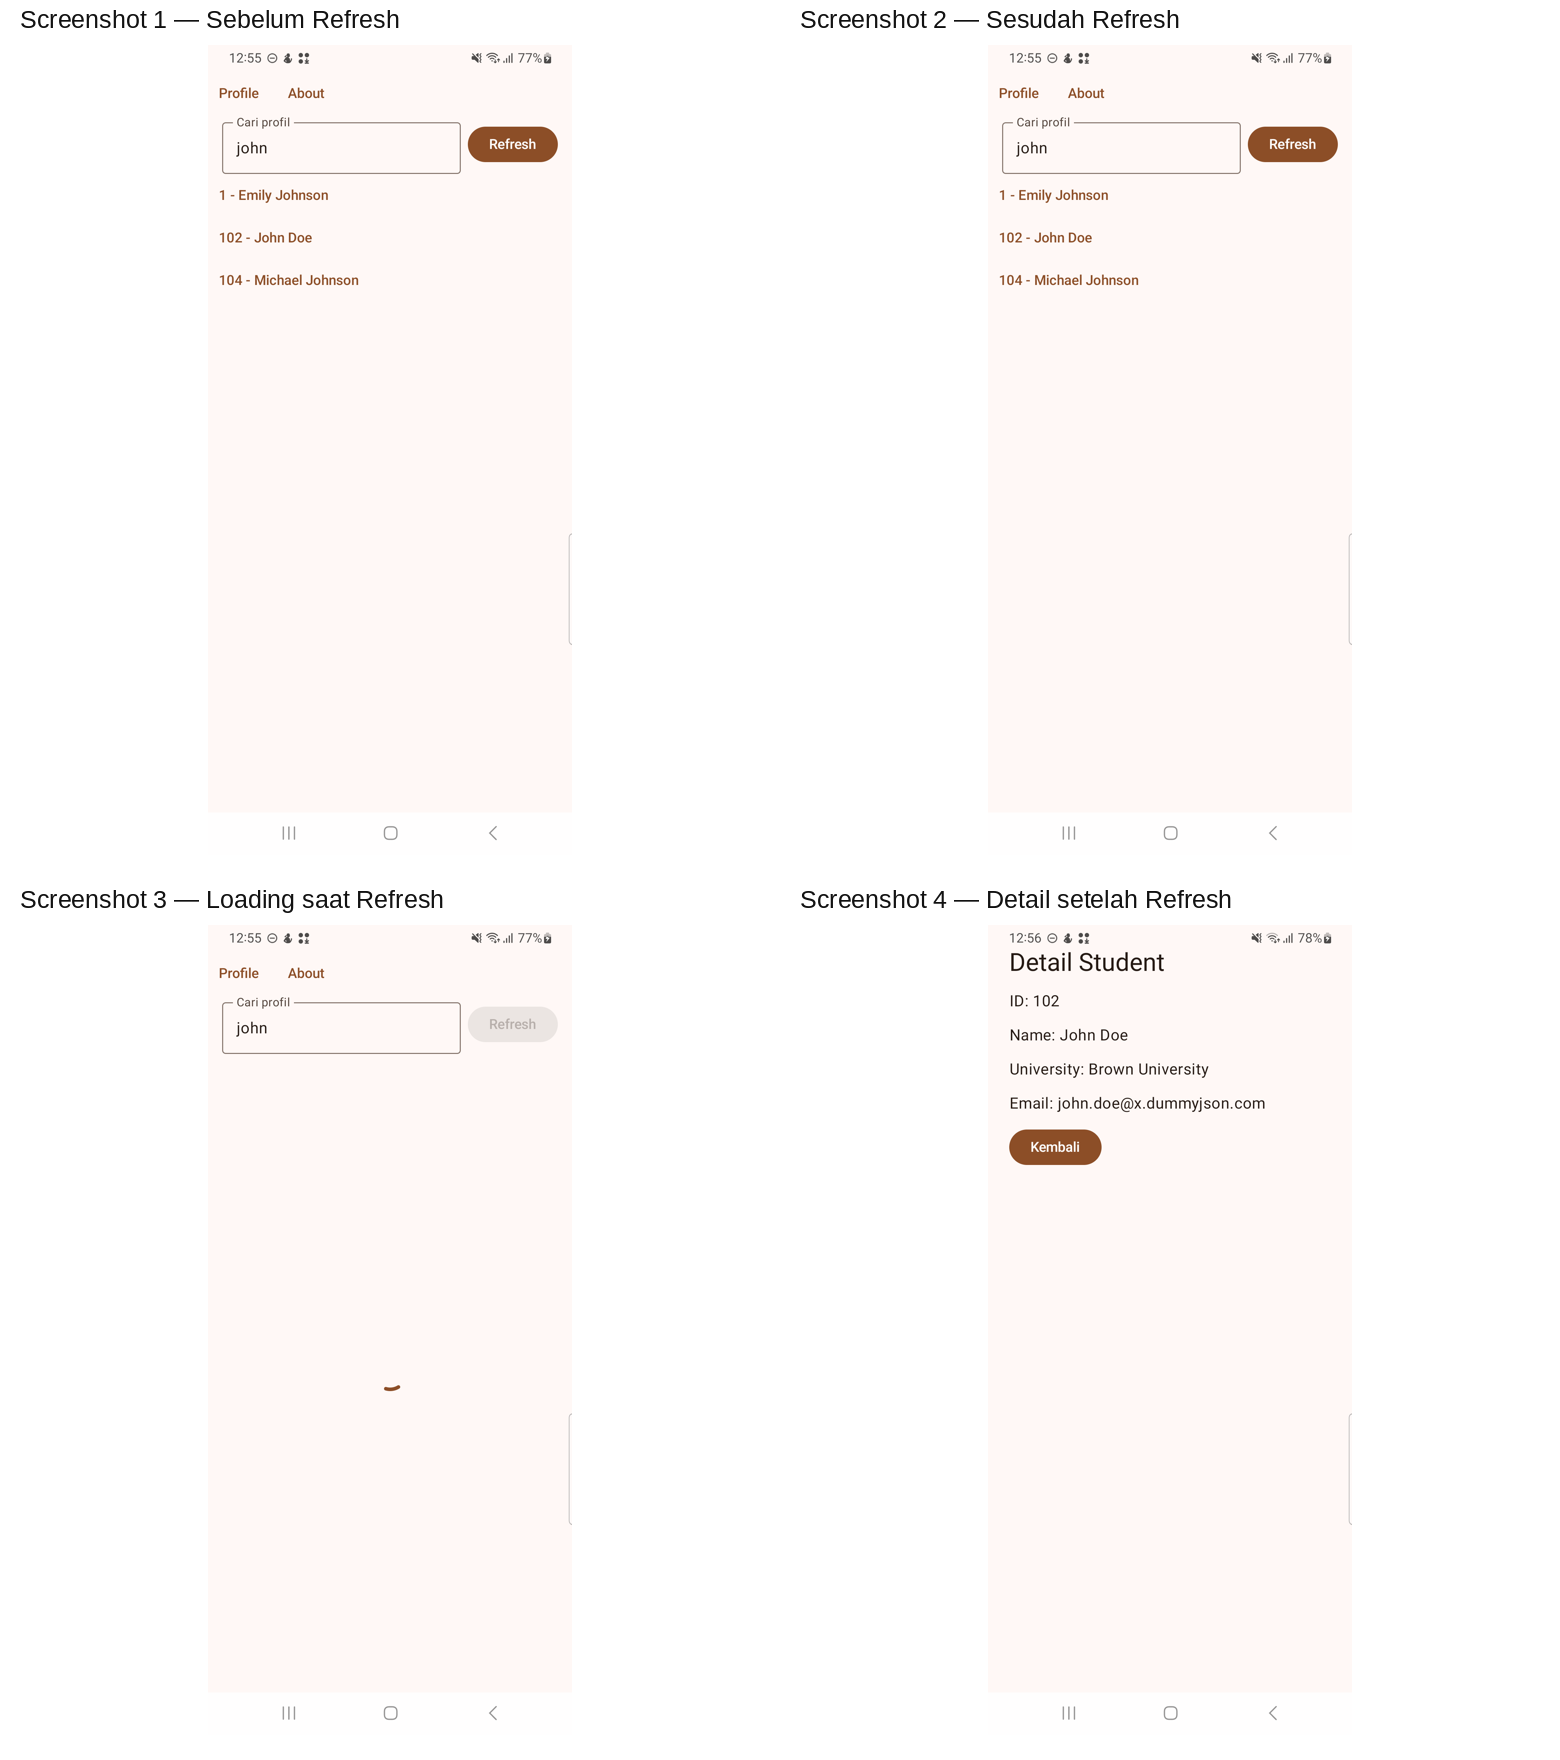 Screenshot 1 — Sebelum Refresh
12:55 77%
Profile About
Cari profil
john Refresh
1 - Emily Johnson
102 - John Doe
104 - Michael Johnson
Screenshot 2 — Sesudah Refresh
12:55 77%
Profile About
Cari profil
john Refresh
1 - Emily Johnson
102 - John Doe
104 - Michael Johnson
Screenshot 3 — Loading saat Refresh
12:55 77%
Profile About
Cari profil
john Refresh
Screenshot 4 — Detail setelah Refresh
12:56 78%
Detail Student
ID: 102
Name: John Doe
University: Brown University
Email: john.doe@x.dummyjson.com
Kembali